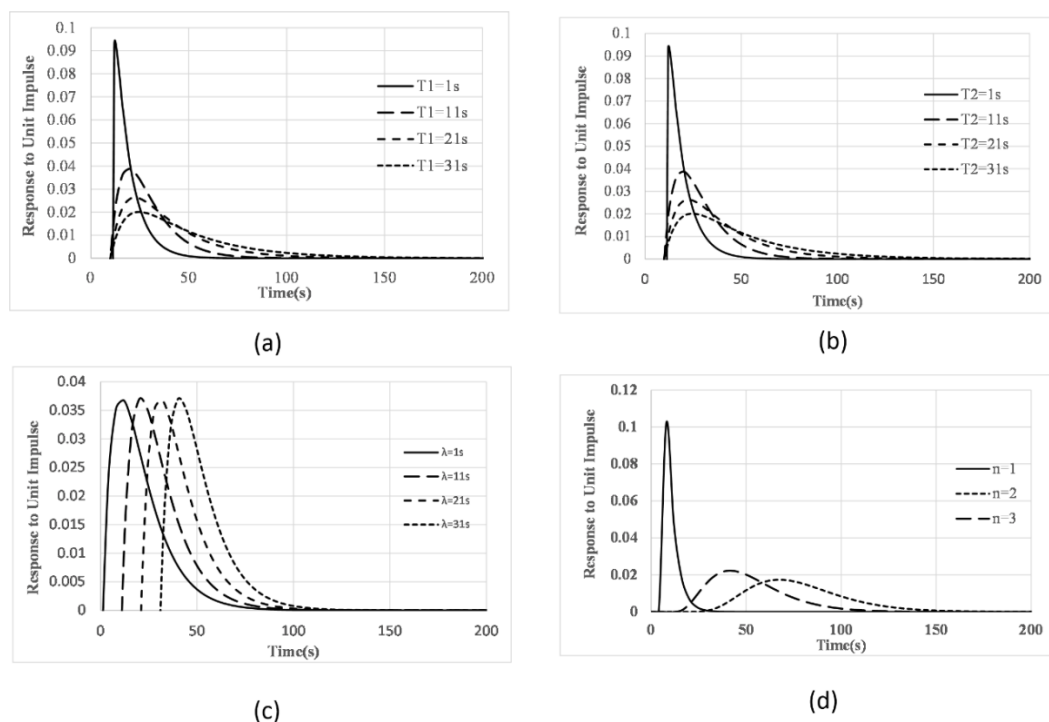 0.1
0.09
0.08
0.07
0.06
0.05
0.04
0.03
0.02
0.01
0
0 50 100 150 200
Response to Unit Impulse
Time(s)
T1=1s
T1=11s
T1=21s
T1=31s
(a)
0.1
0.09
0.08
0.07
0.06
0.05
0.04
0.03
0.02
0.01
0
0 50 100 150 200
Response to Unit Impulse
Time(s)
T2=1s
T2=11s
T2=21s
T2=31s
(b)
0.04
0.035
0.03
0.025
0.02
0.015
0.01
0.005
0
0 50 100 150 200
Response to Unit Impulse
Time(s)
λ=1s
λ=11s
λ=21s
λ=31s
(c)
0.12
0.1
0.08
0.06
0.04
0.02
0
0 50 100 150 200
Response to Unit Impulse
Time(s)
n=1
n=2
n=3
(d)